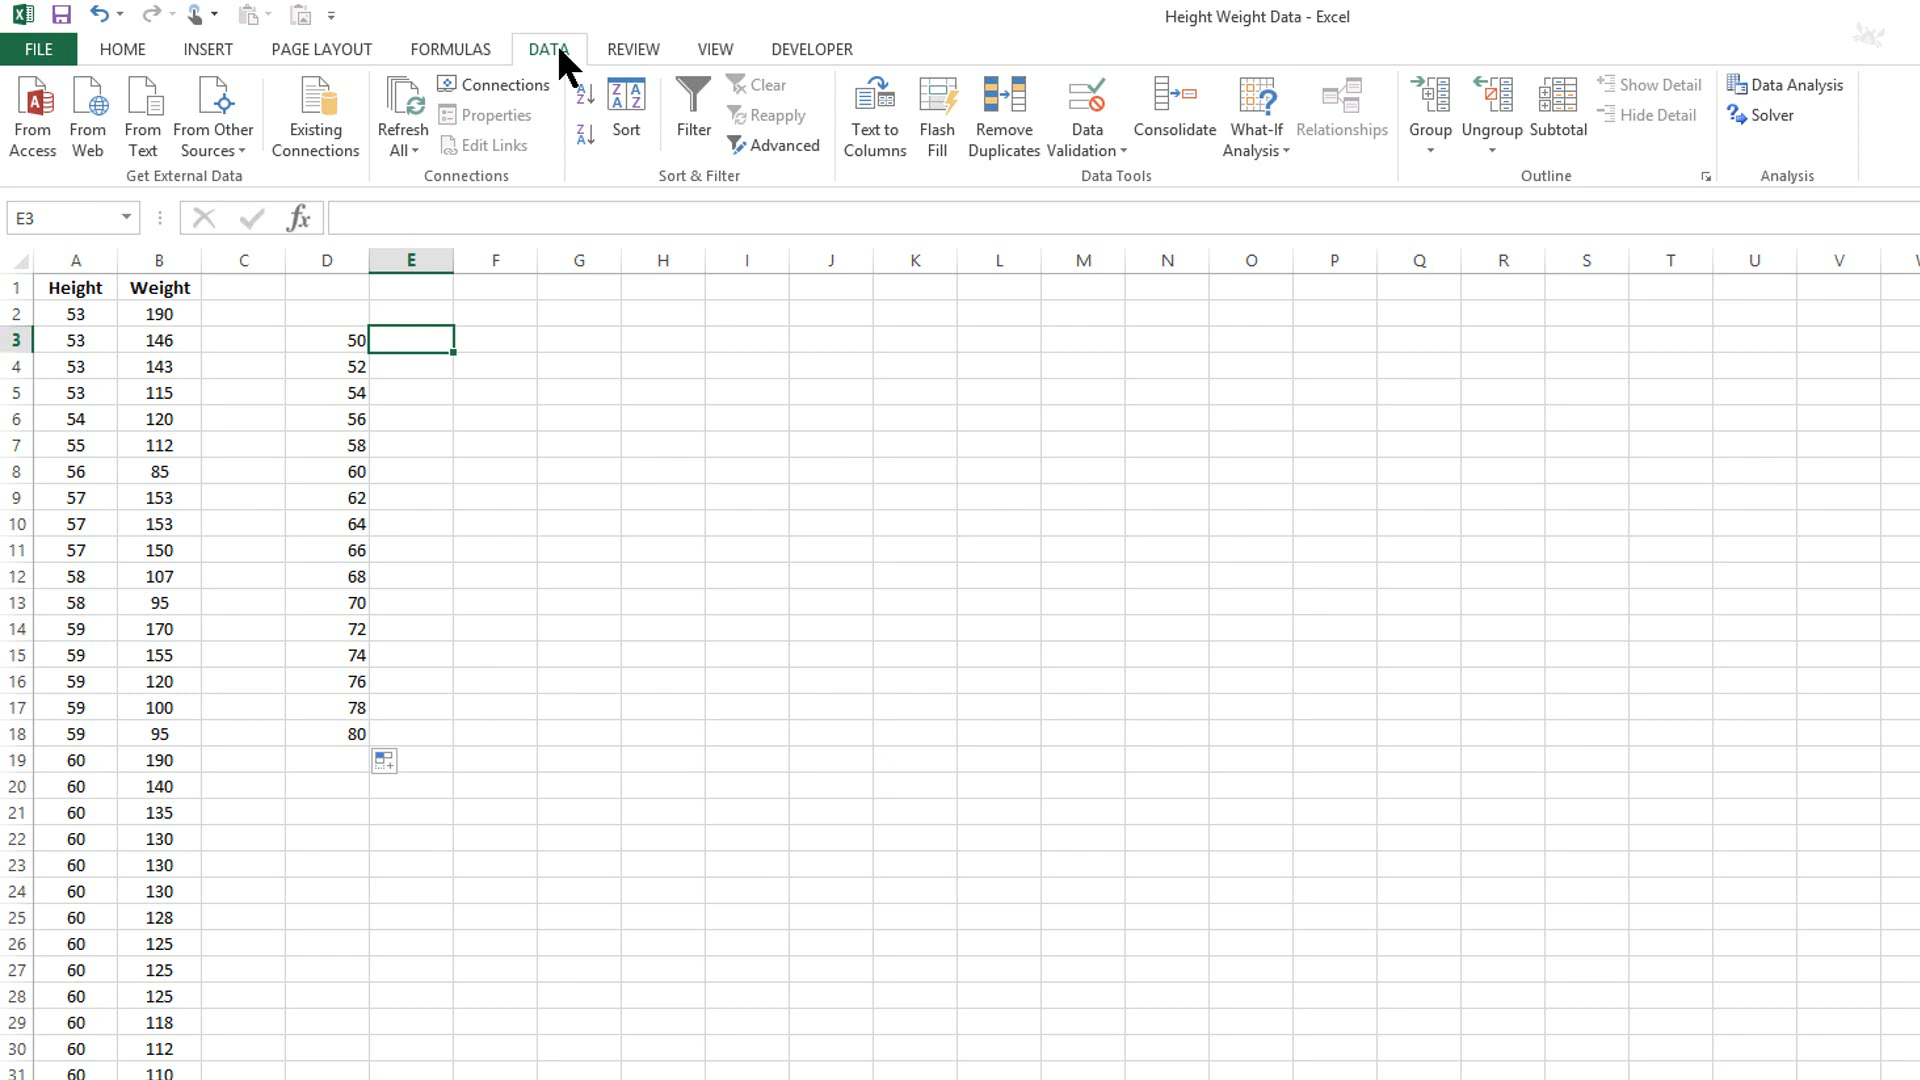 Height Weight Data - Excel
FILE HOME INSERT PAGE LAYOUT FORMULAS DATA REVIEW VIEW DEVELOPER
From Access
From Web
From Text
From Other Sources
Existing Connections
Get External Data
Refresh All
Connections
Properties
Edit Links
Connections
Sort
Filter
Clear
Reapply
Advanced
Sort & Filter
Text to Columns
Flash Fill
Remove Duplicates
Data Validation
Consolidate
What-If Analysis
Relationships
Data Tools
Group
Ungroup
Subtotal
Show Detail
Hide Detail
Outline
Data Analysis
Solver
Analysis
E3 fx
A B C D E F G H I J K L M N O P Q R S T U V
1 Height Weight
2 53 190
3 53 146 50
4 53 143 52
5 53 115 54
6 54 120 56
7 55 112 58
8 56 85 60
9 57 153 62
10 57 153 64
11 57 150 66
12 58 107 68
13 58 95 70
14 59 170 72
15 59 155 74
16 59 120 76
17 59 100 78
18 59 95 80
19 60 190
20 60 140
21 60 135
22 60 130
23 60 130
24 60 130
25 60 128
26 60 125
27 60 125
28 60 125
29 60 118
30 60 112
31 60 110